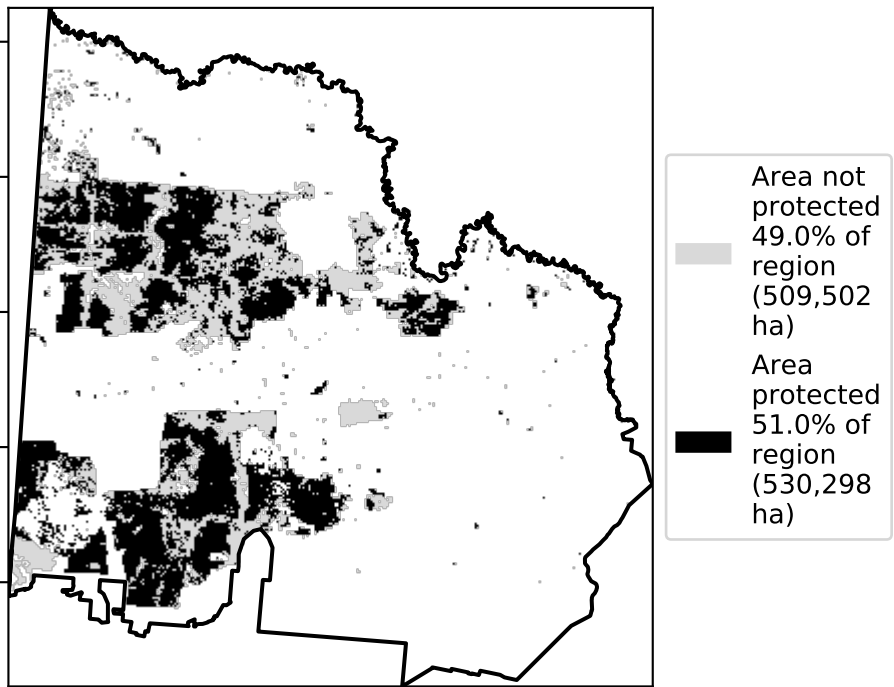 Area not
protected
49.0% of
region
(509,502
ha)
Area
protected
51.0% of
region
(530,298
ha)